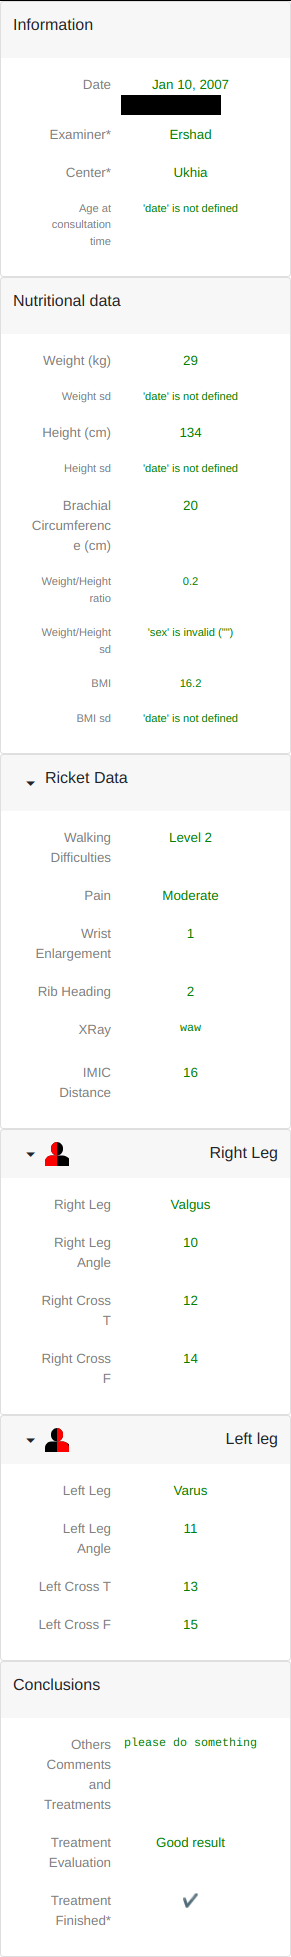 Information
Date Jan 10, 2007
Examiner* Ershad
Center* Ukhia
Age at 'date' is not defined
consultation
time
Nutritional data
Weight (kg) 29
Weight sd 'date' is not defined
Height (cm) 134
Height sd 'date' is not defined
Brachial 20
Circumferenc
e (cm)
Weight/Height 0.2
ratio
Weight/Height 'sex' is invalid ("")
sd
BMI 16.2
BMI sd 'date' is not defined
Ricket Data
Walking Level 2
Difficulties
Pain Moderate
Wrist 1
Enlargement
Rib Heading 2
XRay waw
IMIC 16
Distance
Right Leg
Right Leg Valgus
Right Leg 10
Angle
Right Cross 12
T
Right Cross 14
F
Left leg
Left Leg Varus
Left Leg 11
Angle
Left Cross T 13
Left Cross F 15
Conclusions
Others please do something
Comments
and
Treatments
Treatment Good result
Evaluation
Treatment ✔
Finished*